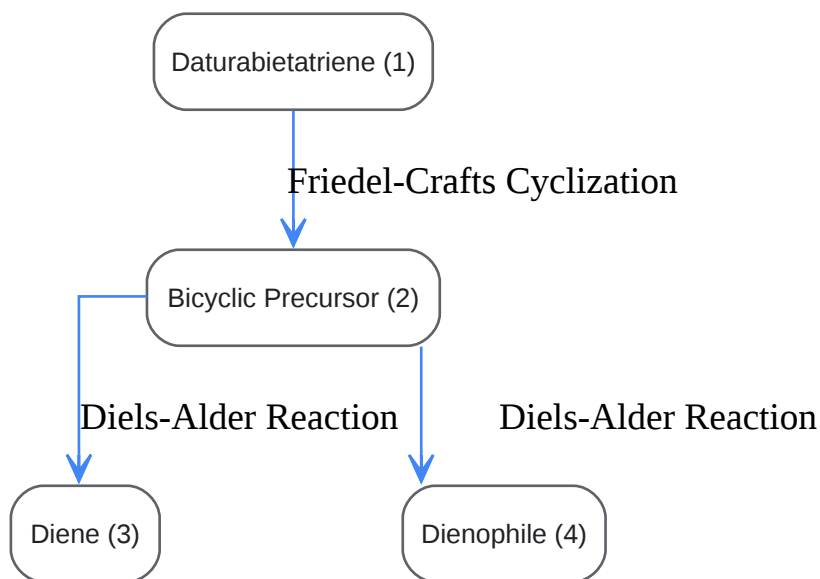 Daturabietatriene (1)
Friedel-Crafts Cyclization
Bicyclic Precursor (2)
Diels-Alder Reaction
Diels-Alder Reaction
Diene (3)
Dienophile (4)